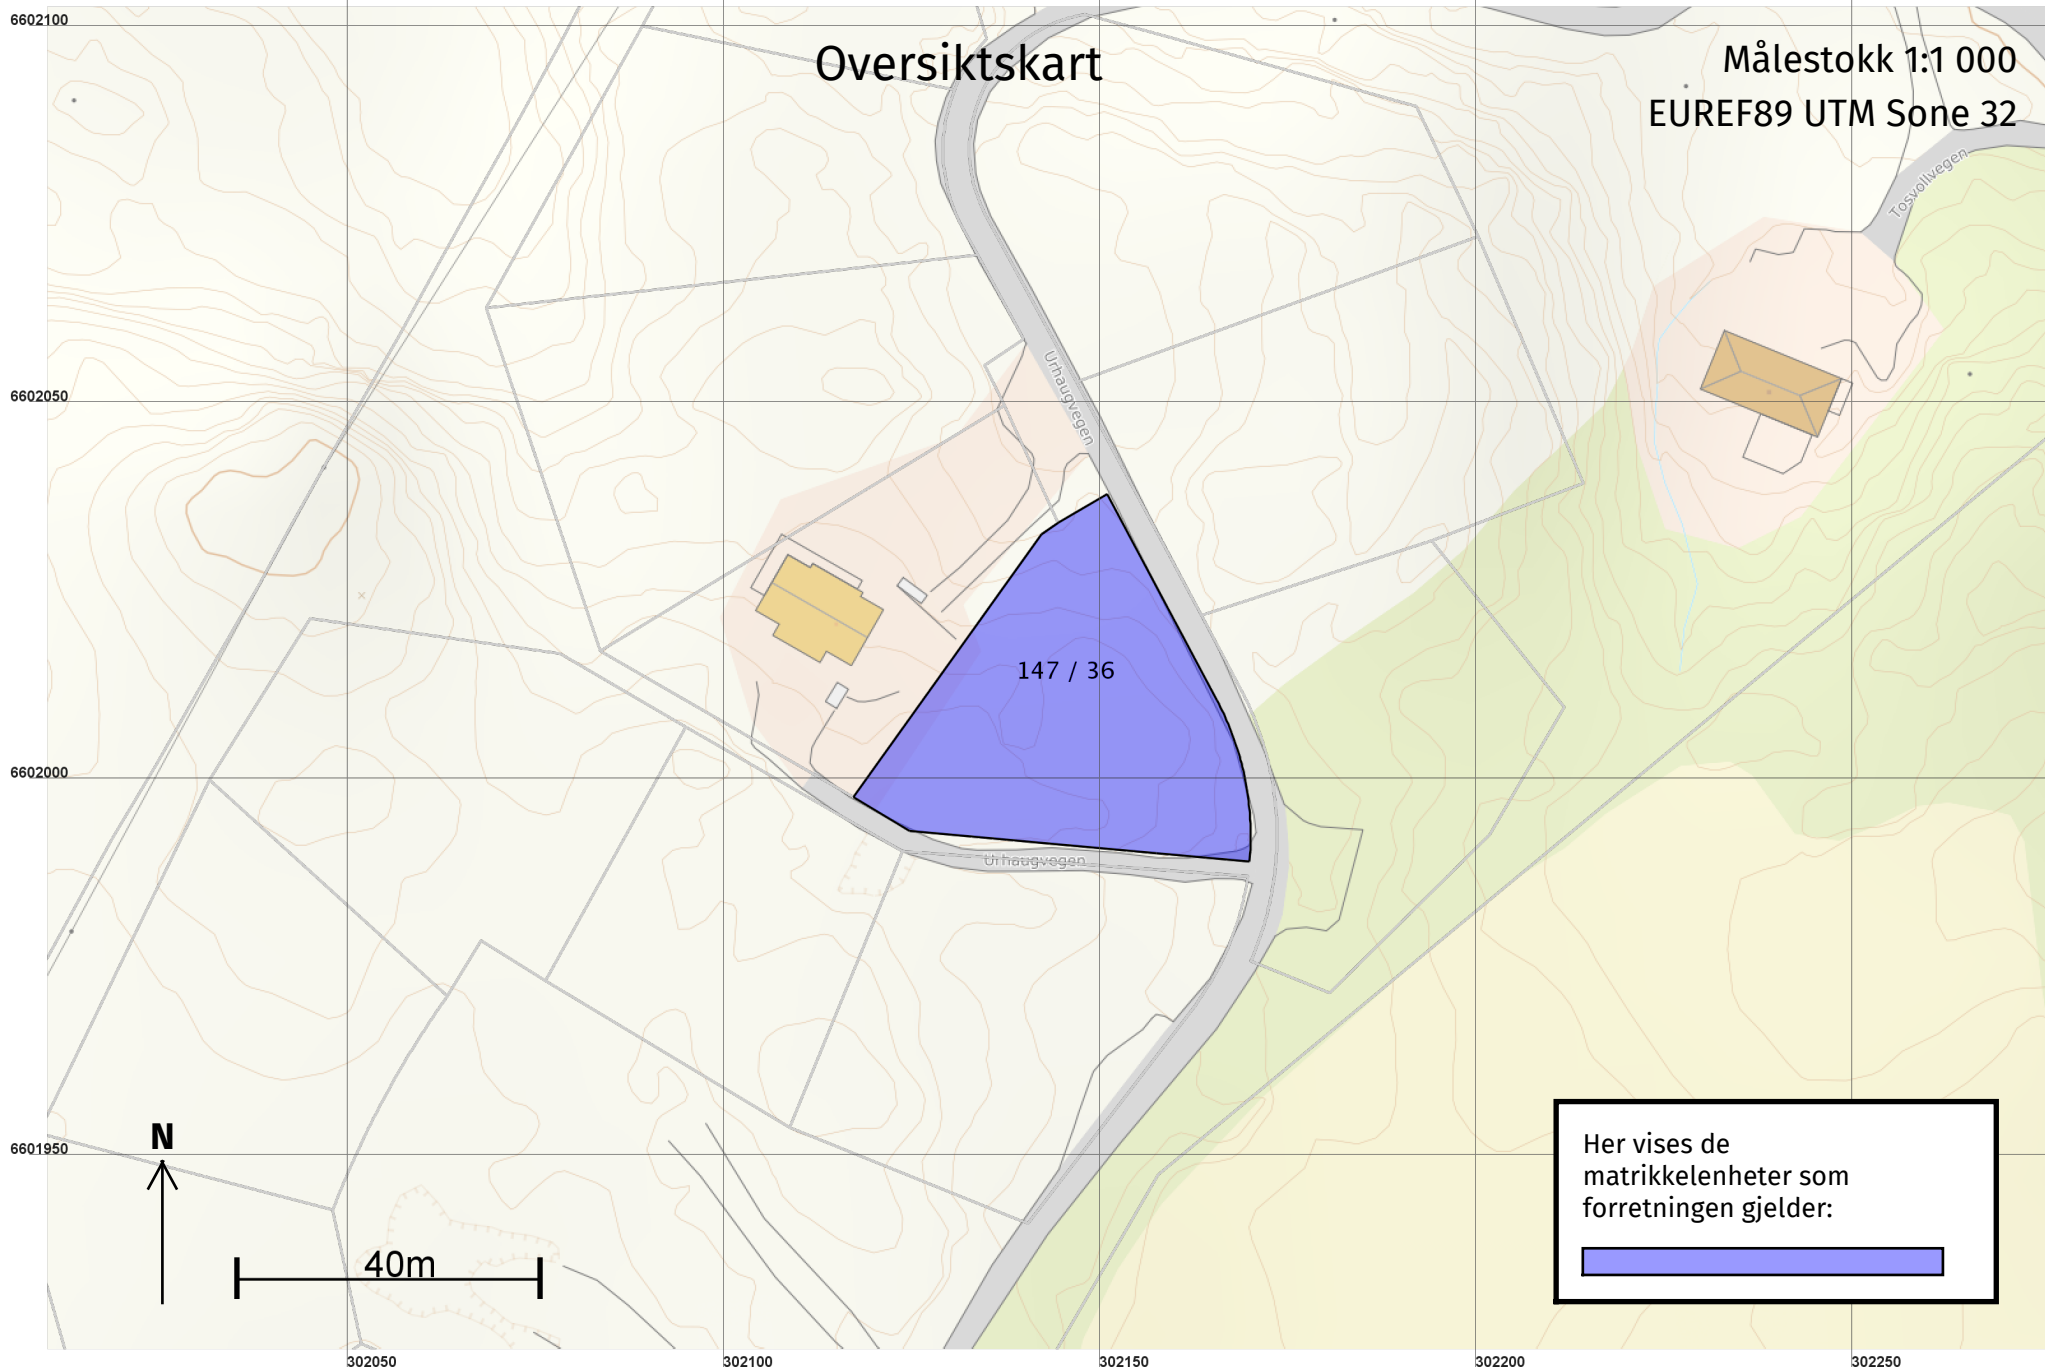 6602100
Oversiktskart
Målestokk 1:1 000
EUREF89 UTM Sone 32
Tosvollvegen
Urhaugvegen
6602050
147 / 36
6602000
Urhaugvegen
6601950
N
40m
Her vises de
matrikkelenheter som
forretningen gjelder:
302050
302100
302150
302200
302250